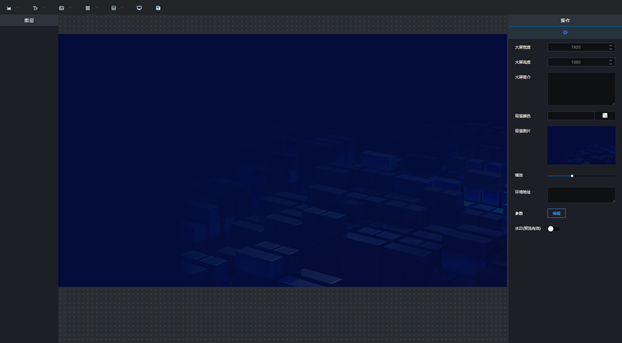 图层
操作
大屏宽度
1920
大屏高度
1080
大屏简介
背景颜色
背景图片
缩放
环境地址
参数
编辑
水印(预览有效)